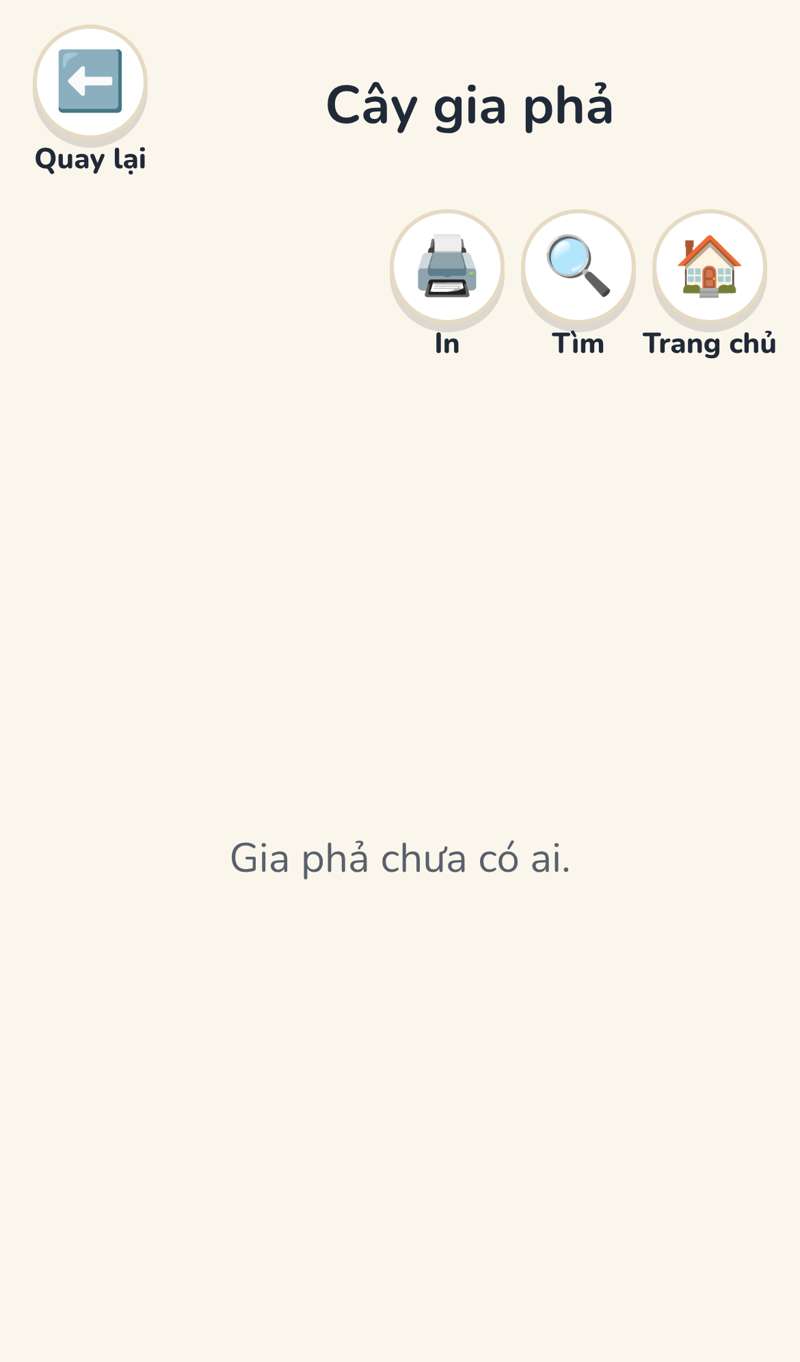 Cây gia phả
Quay lại
In
Tìm
Trang chủ
Gia phả chưa có ai.